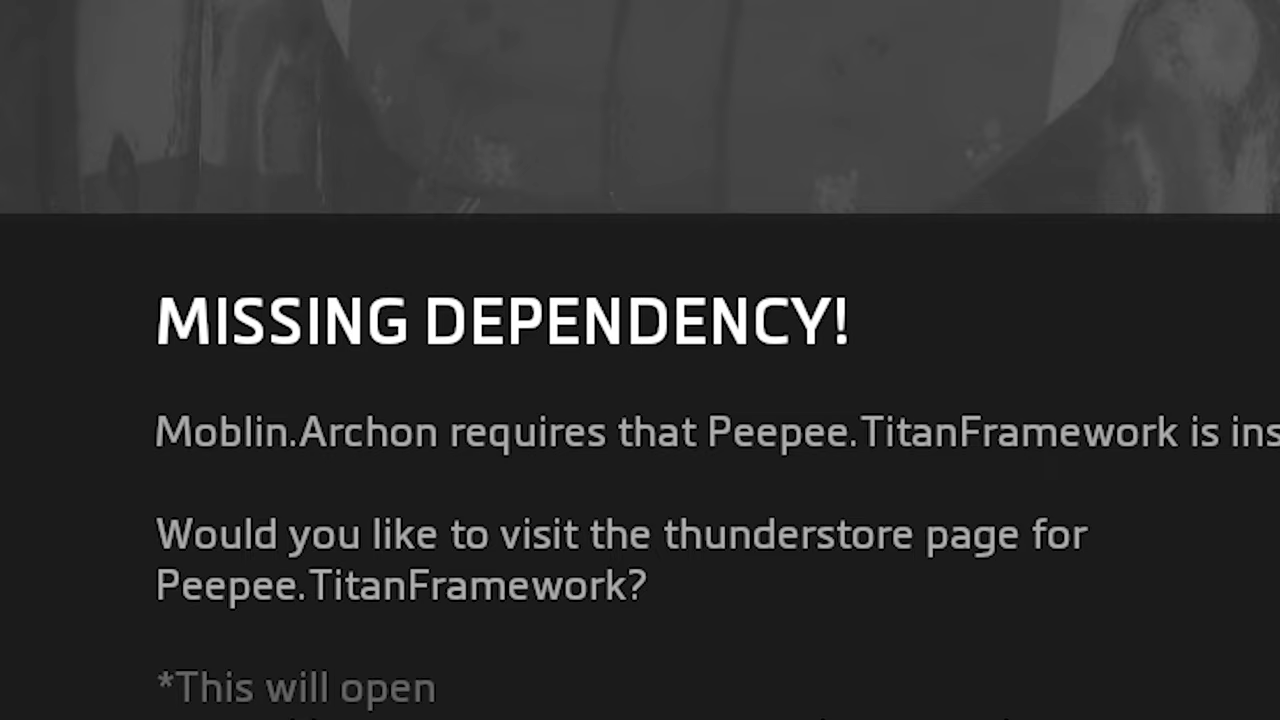 MISSING DEPENDENCY!
Moblin.Archon requires that Peepee.TitanFramework is ins
Would you like to visit the thunderstore page for
Peepee.TitanFramework?
*This will open